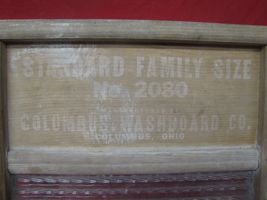 STANDARD FAMILY SIZE
No. 2080
COLUMBUS WASHBOARD CO.
COLUMBUS, OHIO